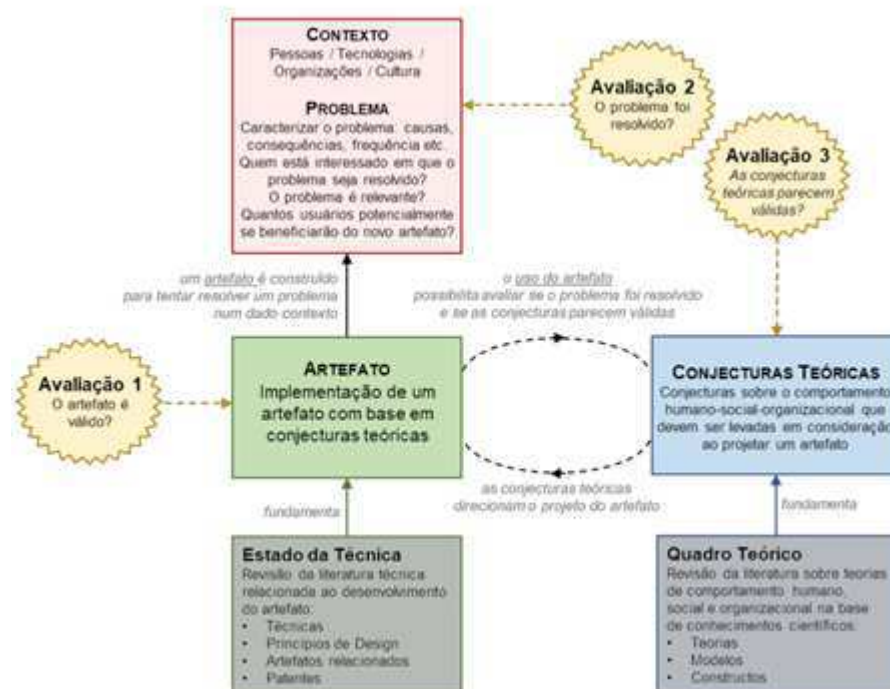 CONTEXTO
Pessoas / Tecnologias /
Organizações / Cultura
PROBLEMA
Caracterizar o problema: causas,
consequências, frequência etc.
Quem está interessado em que o
problema seja resolvido?
O problema é relevante?
Quantos usuários potencialmente
se beneficiarão do novo artefato?
Avaliação 2
O problema foi
resolvido?
Avaliação 3
As conjecturas
teóricas parecem
válidas?
um artefato é construído
para tentar resolver um problema
num dado contexto
o uso do artefato
possibilita avaliar se o problema foi resolvido
e se as conjecturas parecem válidas
Avaliação 1
O artefato é
válido?
ARTEFATO
Implementação de um
artefato com base em
conjecturas teóricas
CONJECTURAS TEÓRICAS
Conjecturas sobre o comportamento
humano-social-organizacional que
devem ser levadas em consideração
ao projetar um artefato
as conjecturas teóricas
direcionam o projeto do artefato
fundamenta
fundamenta
Estado da Técnica
Revisão da literatura técnica
relacionada ao desenvolvimento
do artefato:
• Técnicas
• Princípios de Design
• Artefatos relacionados
• Patentes
Quadro Teórico
Revisão da literatura sobre teorias
de comportamento humano,
social e organizacional na base
de conhecimentos científicos:
• Teorias
• Modelos
• Constructos